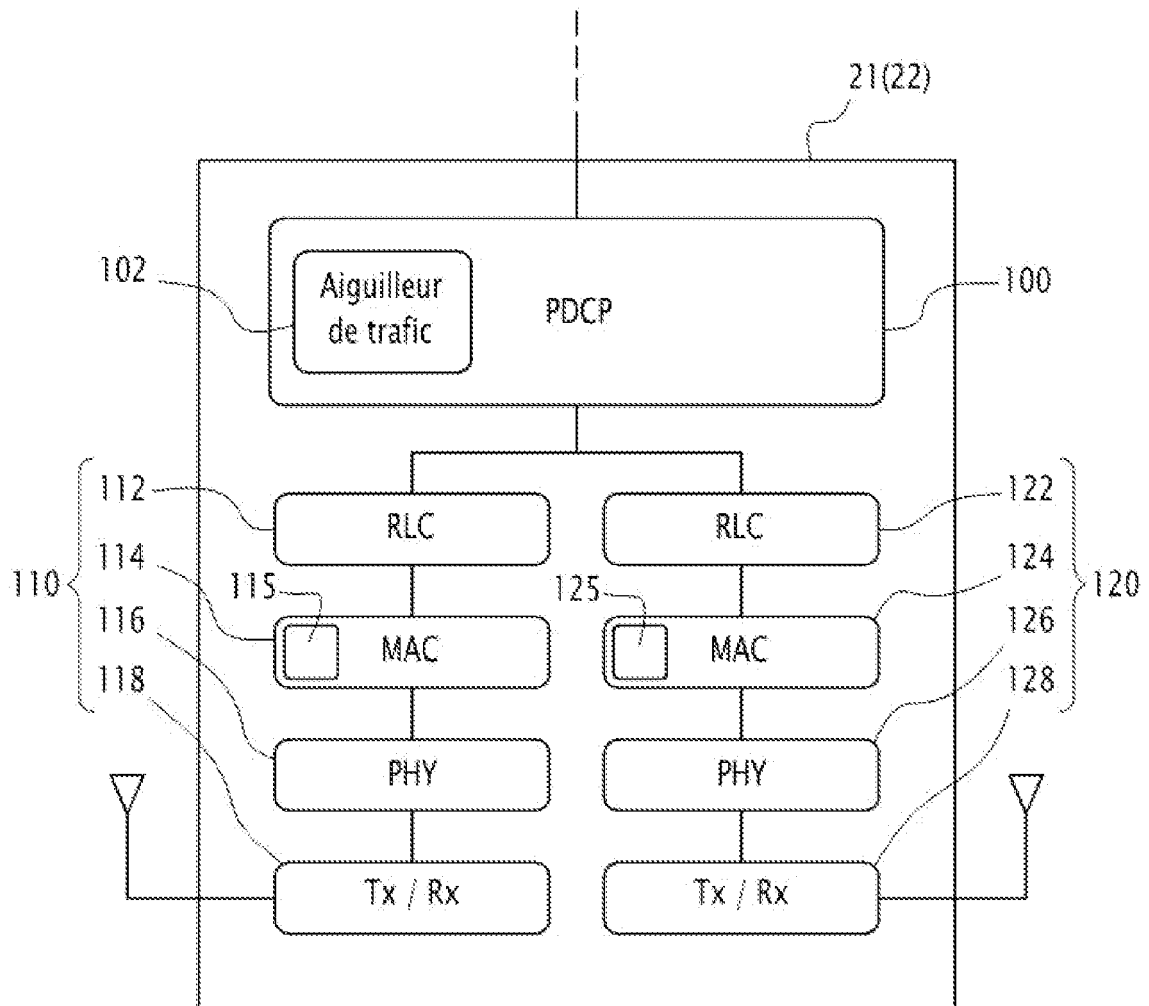 21(22)
102
Aiguilleur
de trafic
PDCP
100
112
RLC
RLC
122
110
114
115
MAC
125
MAC
124
120
116
126
118
128
PHY
PHY
Tx / Rx
Tx / Rx